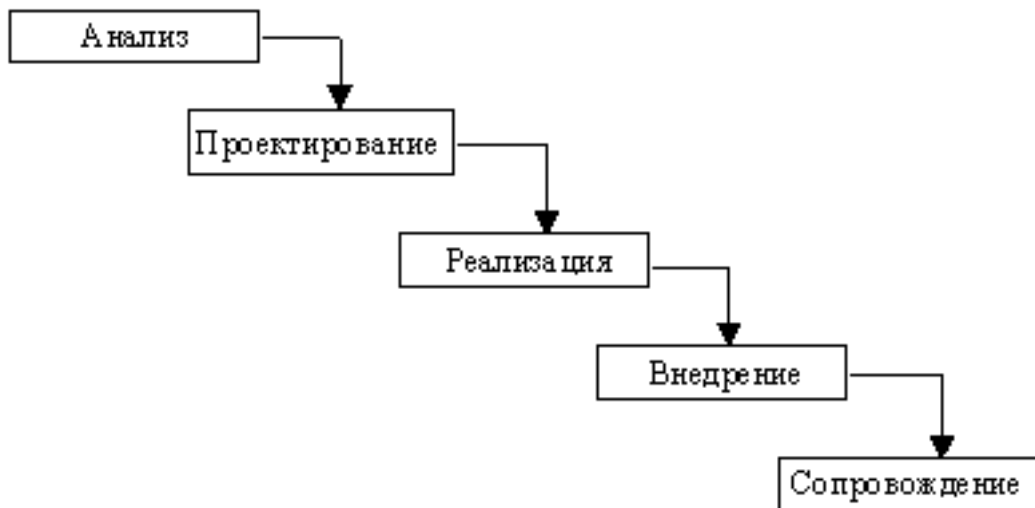 Анализ
Проектирование
Реализация
Внедрение
Сопровождение